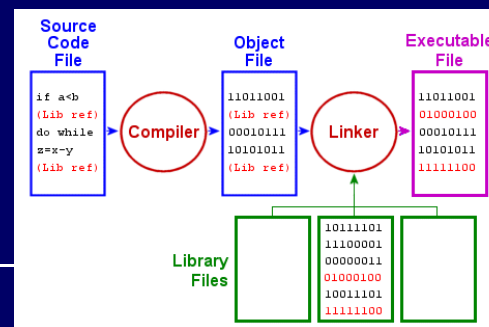 Source
Code
File
if a<b
(Lib ref)
do while
z=x-y
(Lib ref)
Compiler
Object
File
11011001
(Lib ref)
00010111
10101011
(Lib ref)
Linker
Executable
File
11011001
01000100
00010111
10101011
11111100
Library
Files
10111101
11100001
00000011
01000100
10011101
11111100